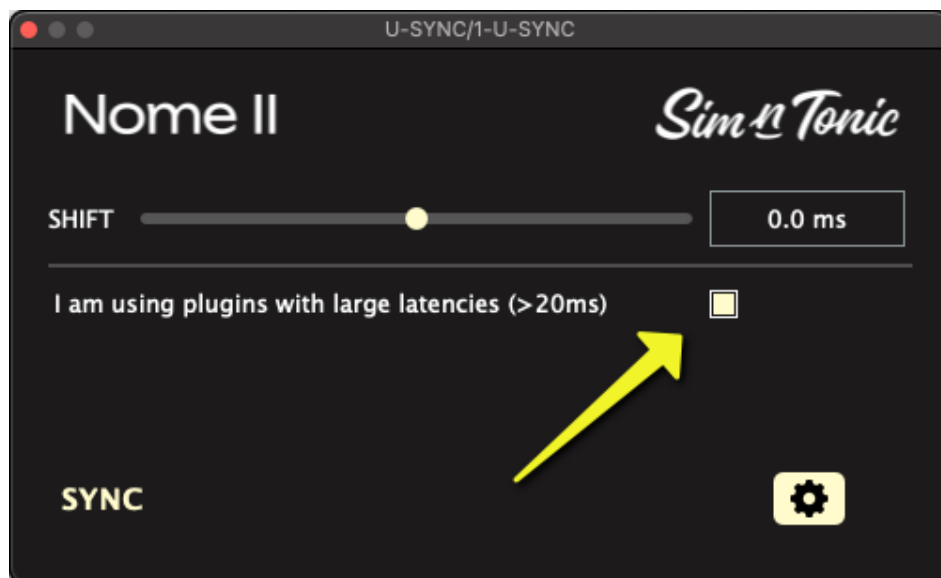 U-SYNC/1-U-SYNC
Nome II
Sim n Tonic
SHIFT
0.0 ms
I am using plugins with large latencies (>20ms)
SYNC